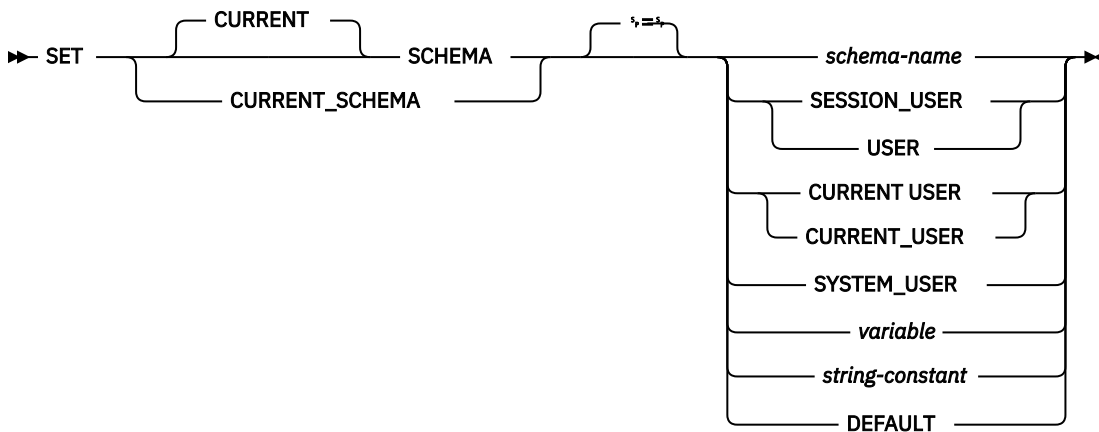 CURRENT
SET SCHEMA
CURRENT_SCHEMA
=
schema-name
SESSION_USER
USER
CURRENT USER
CURRENT_USER
SYSTEM_USER
variable
string-constant
DEFAULT